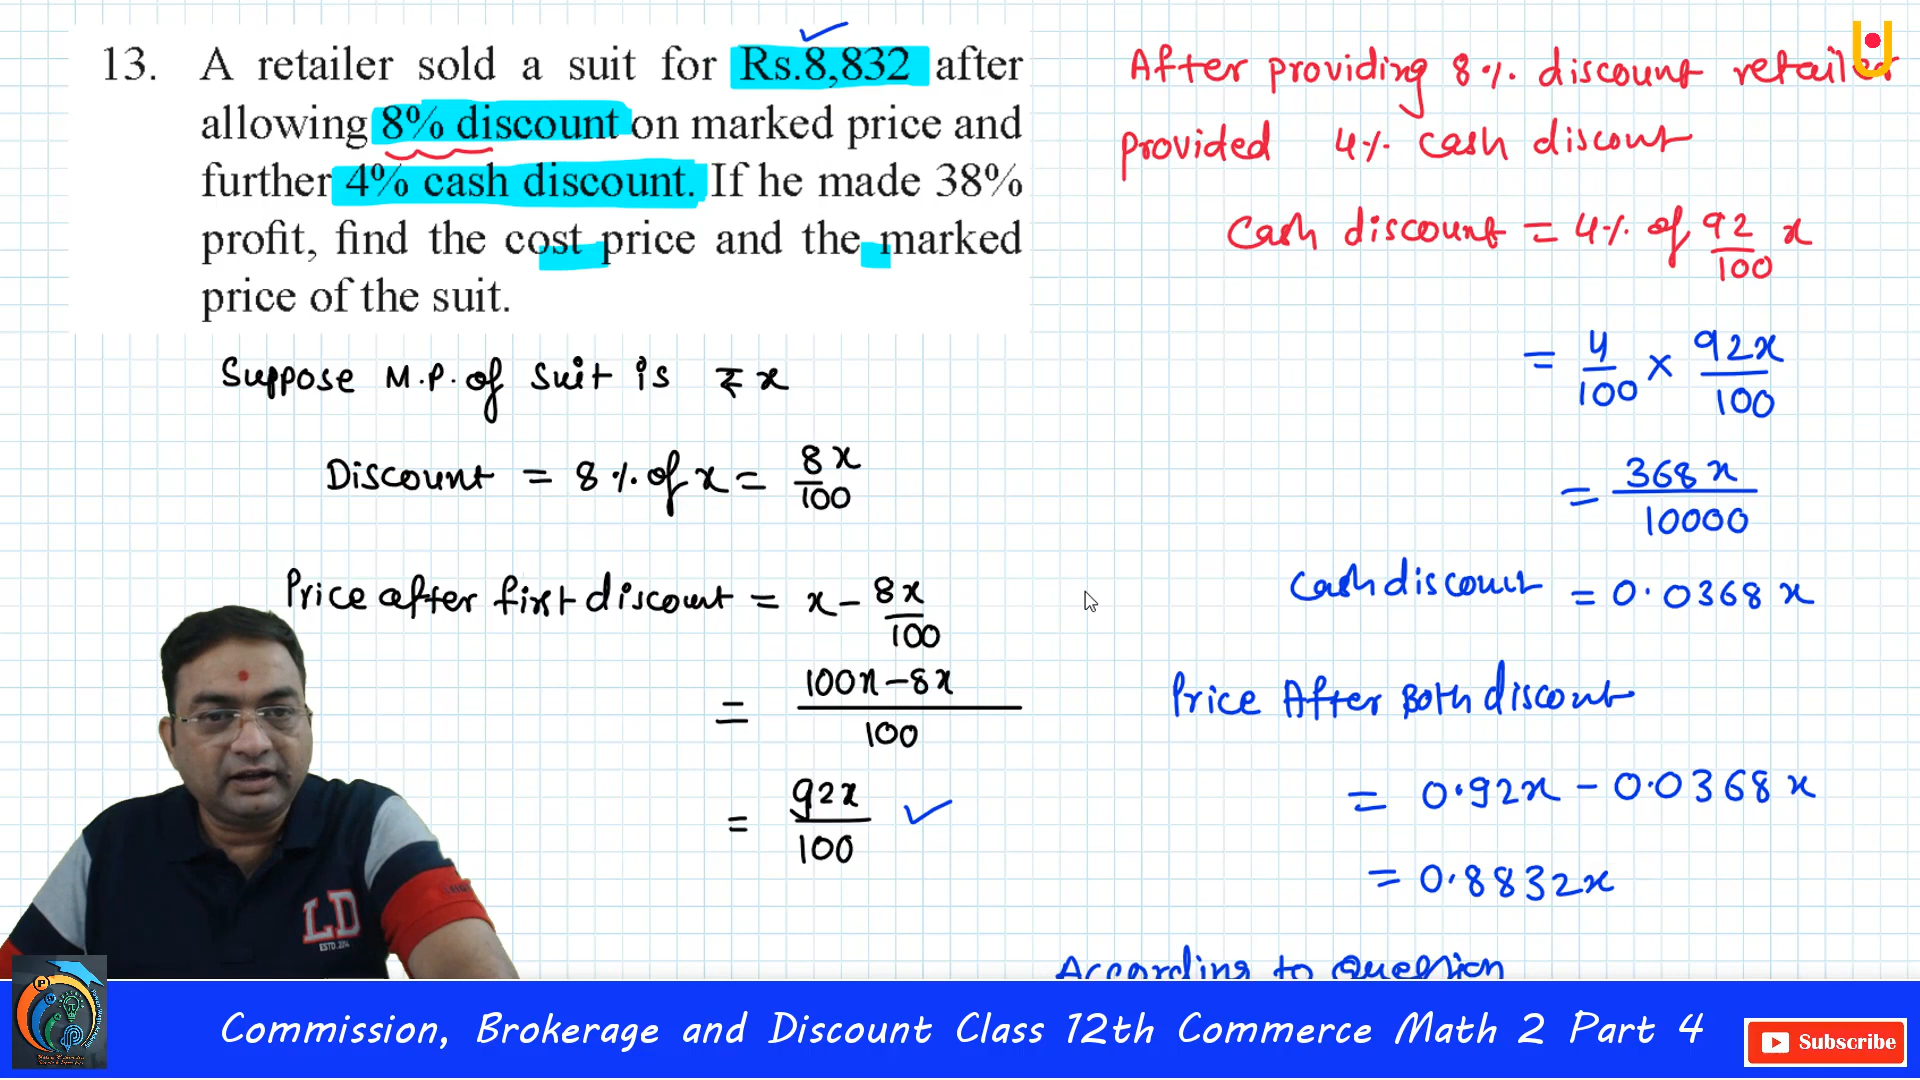 13. A retailer sold a suit for Rs.8,832 after
allowing 8% discount on marked price and
further 4% cash discount. If he made 38%
profit, find the cost price and the marked
price of the suit.
Suppose M.P. of suit is ₹ x
Discount = 8 % of x = 8x/100
Price after first discount = x - 8x/100
= 100x-8x/100
= 92x/100
After providing 8% discount retailer
provided 4% cash discount
Cash discount = 4% of 92/100 x
= 4/100 × 92x/100
= 368x/10000
Cash discount = 0.0368x
Price After Both discount
= 0.92x - 0.0368x
= 0.8832x
According to Question
LD
ESTD. 2014
Commission, Brokerage and Discount Class 12th Commerce Math 2 Part 4
Subscribe